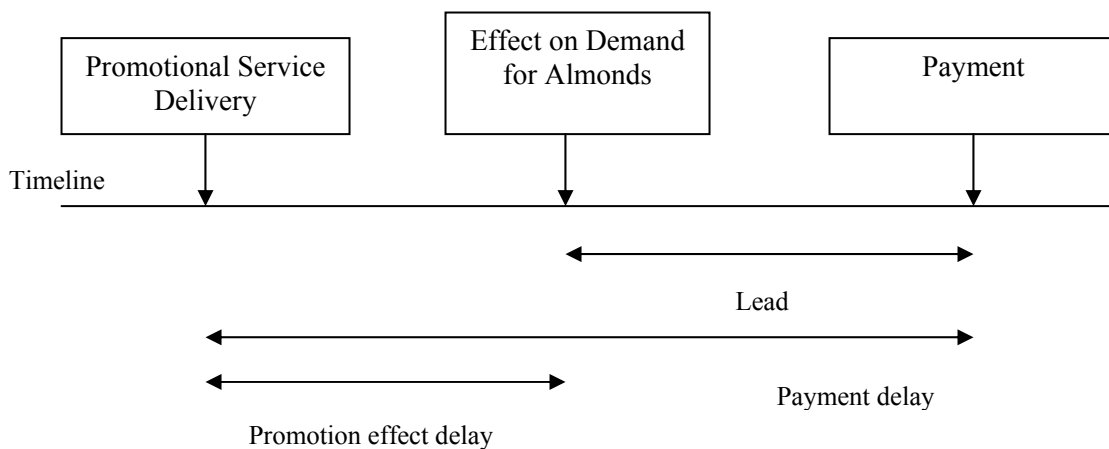 Promotional Service
Delivery
Effect on Demand
for Almonds
Payment
Timeline
Lead
Payment delay
Promotion effect delay